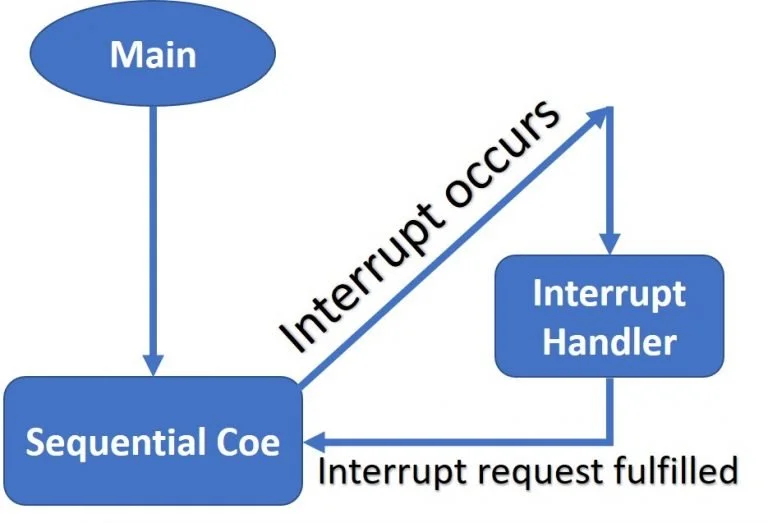 Main
Interrupt occurs
Interrupt
Handler
Sequential Coe
Interrupt request fulfilled